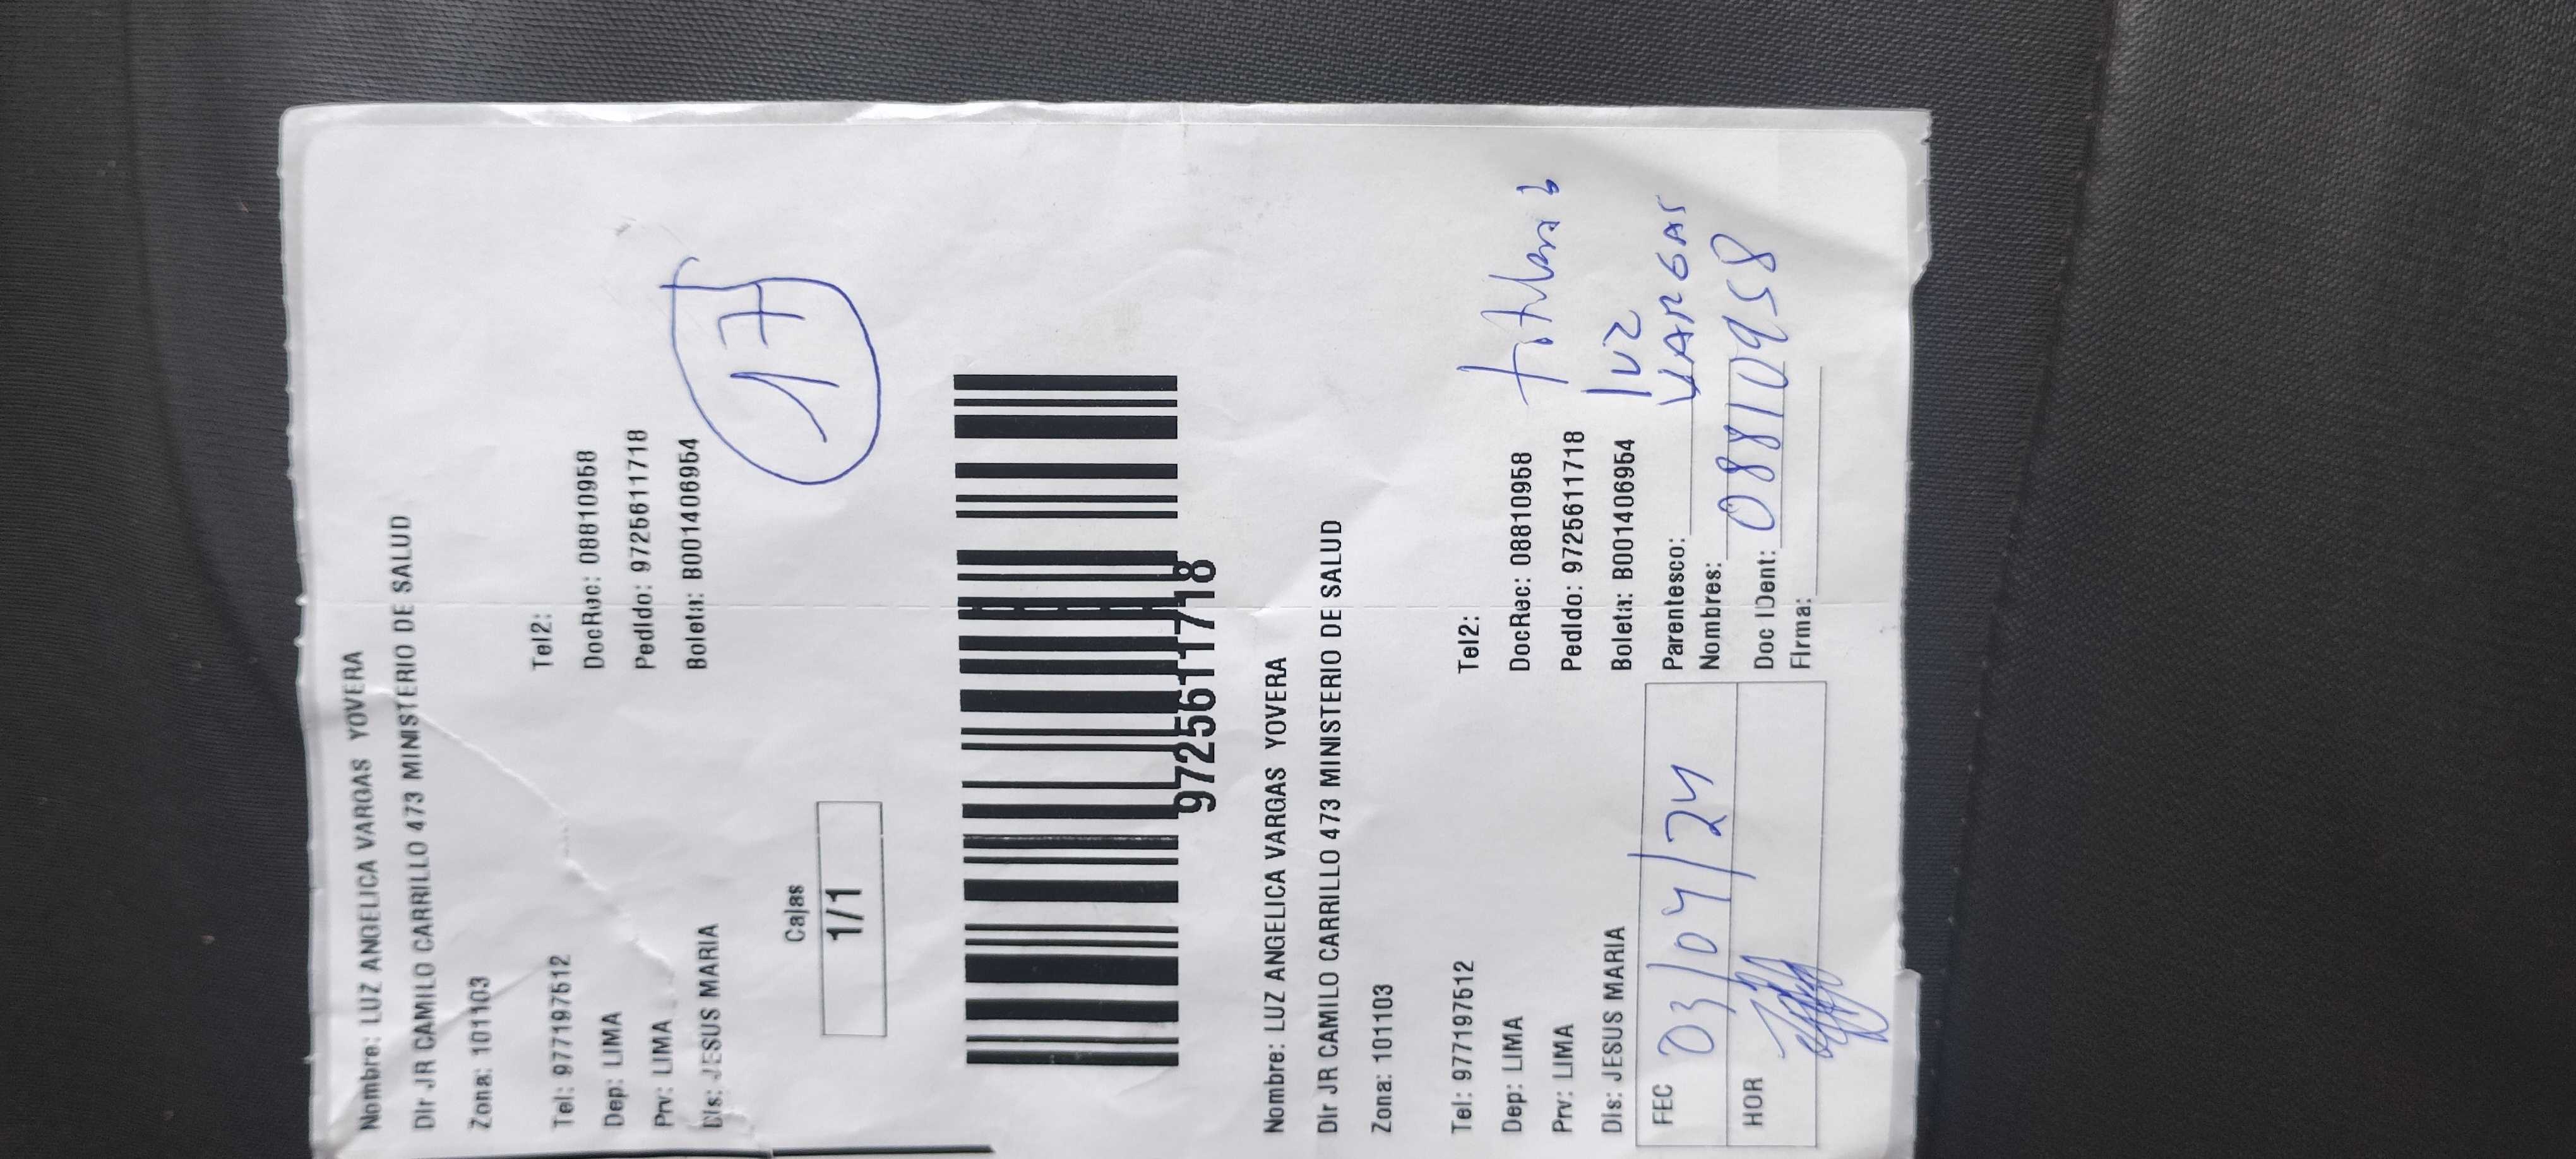 Nombre: LUZ ANGELICA VARGAS YOVERA
DIr JR CAMILO CARRILLO 473 MINISTERIO DE SALUD
Zona: 101103
Tel: 977197512 Tel2:
Dep: LIMA DocRec: 08810958
Prv: LIMA PedIdo: 9725611718
DIs: JESUS MARIA Boleta: B001406954
17
Cajas
1/1
9725611718
Nombre: LUZ ANGELICA VARGAS YOVERA
DIr JR CAMILO CARRILLO 473 MINISTERIO DE SALUD
Zona: 101103
Tel: 977197512 Tel2:
Dep: LIMA DocRec: 08810958
Prv: LIMA PedIdo: 9725611718
DIs: JESUS MARIA Boleta: B001406954
LUZ
VARGAS
FEC 03/04/24 Parentesco:
Nombres:
HOR Doc IDent: 08810958
FIrma: